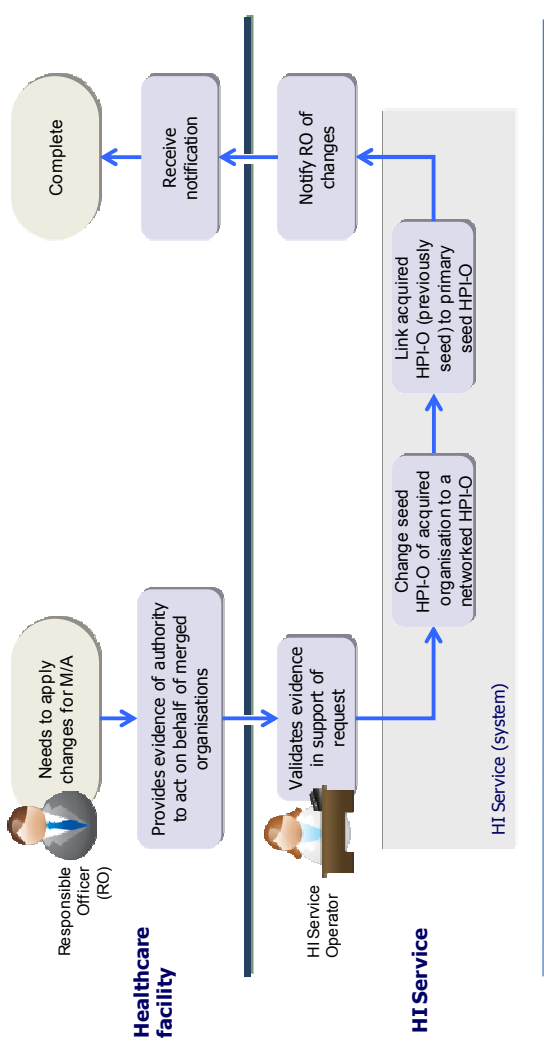 Healthcare
facility
Responsible
Officer
(RO)
Needs to apply
changes for M/A
Provides evidence of authority
to act on behalf of merged
organisations
Complete
Receive
notification
HI Service
HI Service
Operator
Validates evidence
in support of
request
Notify RO of
changes
Change seed
HPI-O of acquired
organisation to a
networked HPI-O
Link acquired
HPI-O (previously
seed) to primary
seed HPI-O
HI Service (system)